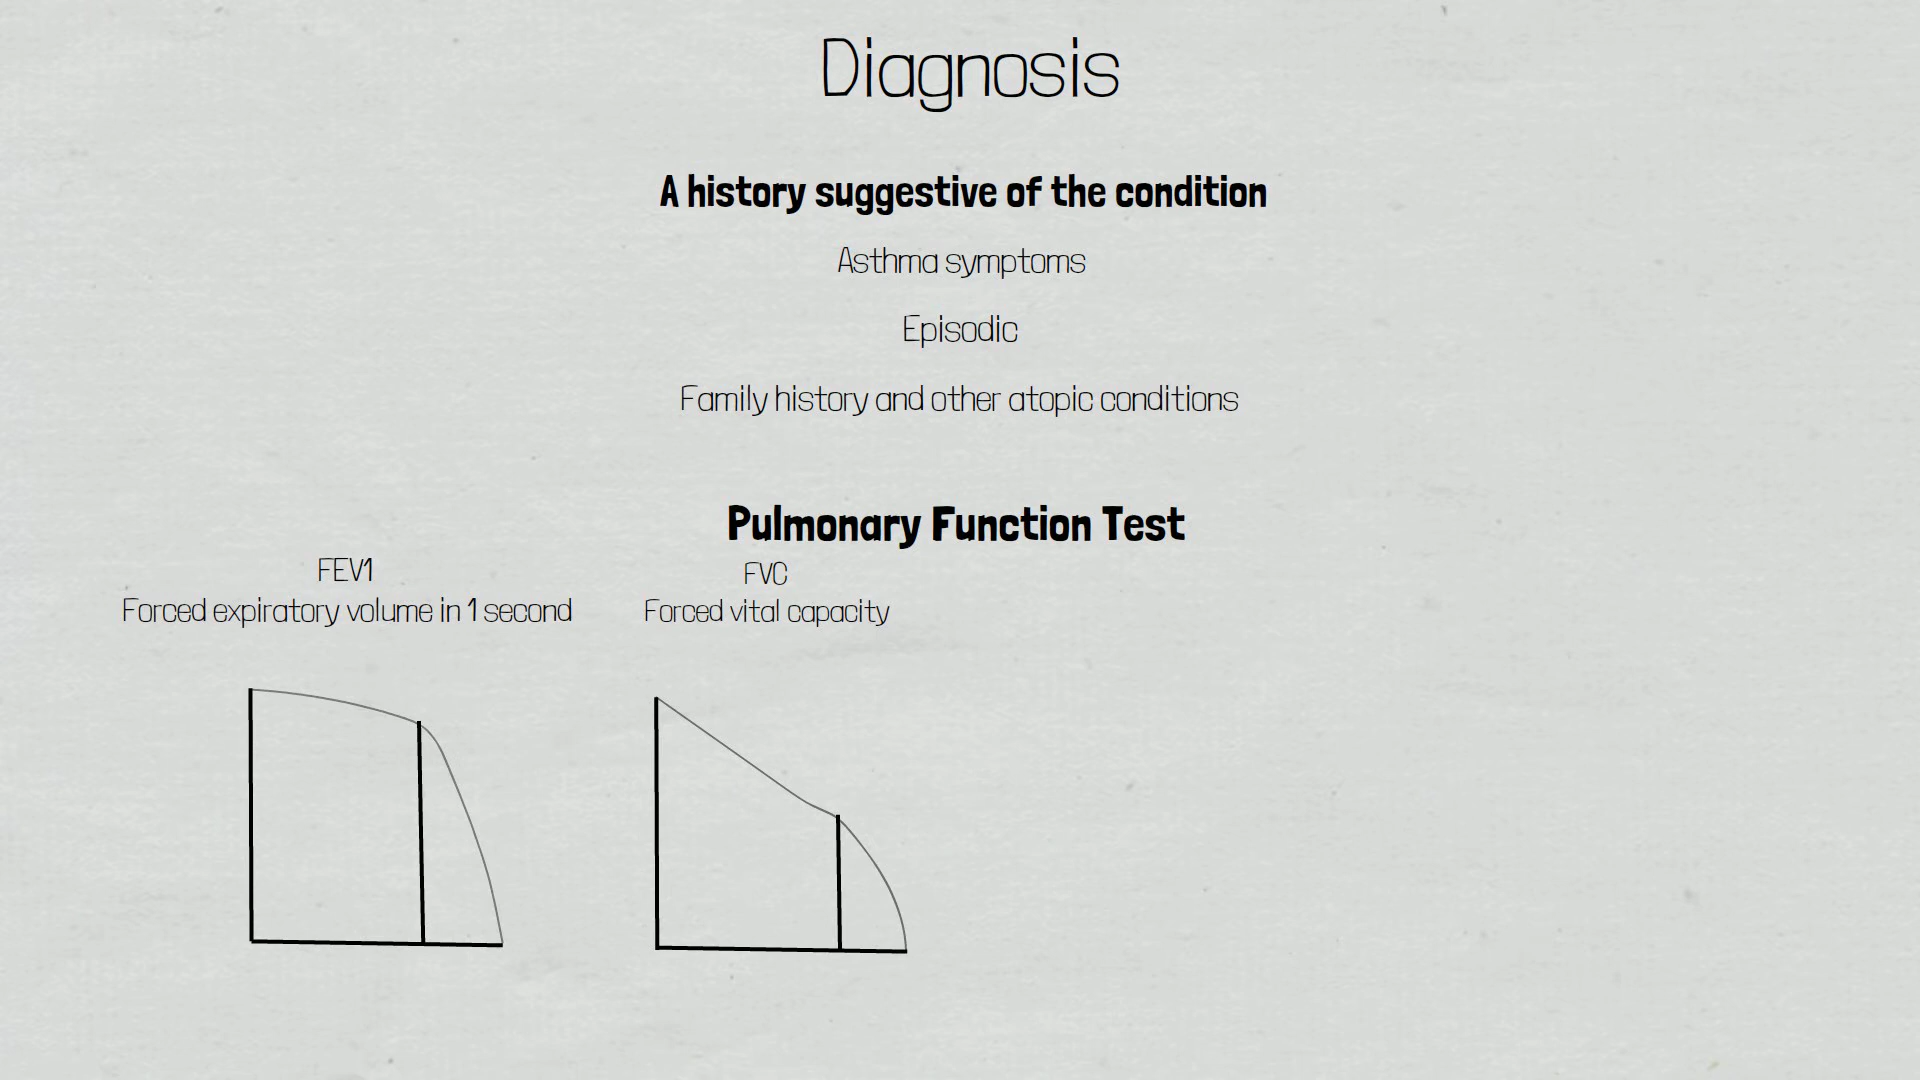 Diagnosis
A history suggestive of the condition
Asthma symptoms
Episodic
Family history and other atopic conditions
Pulmonary Function Test
FEV1
Forced expiratory volume in 1 second
FVC
Forced vital capacity